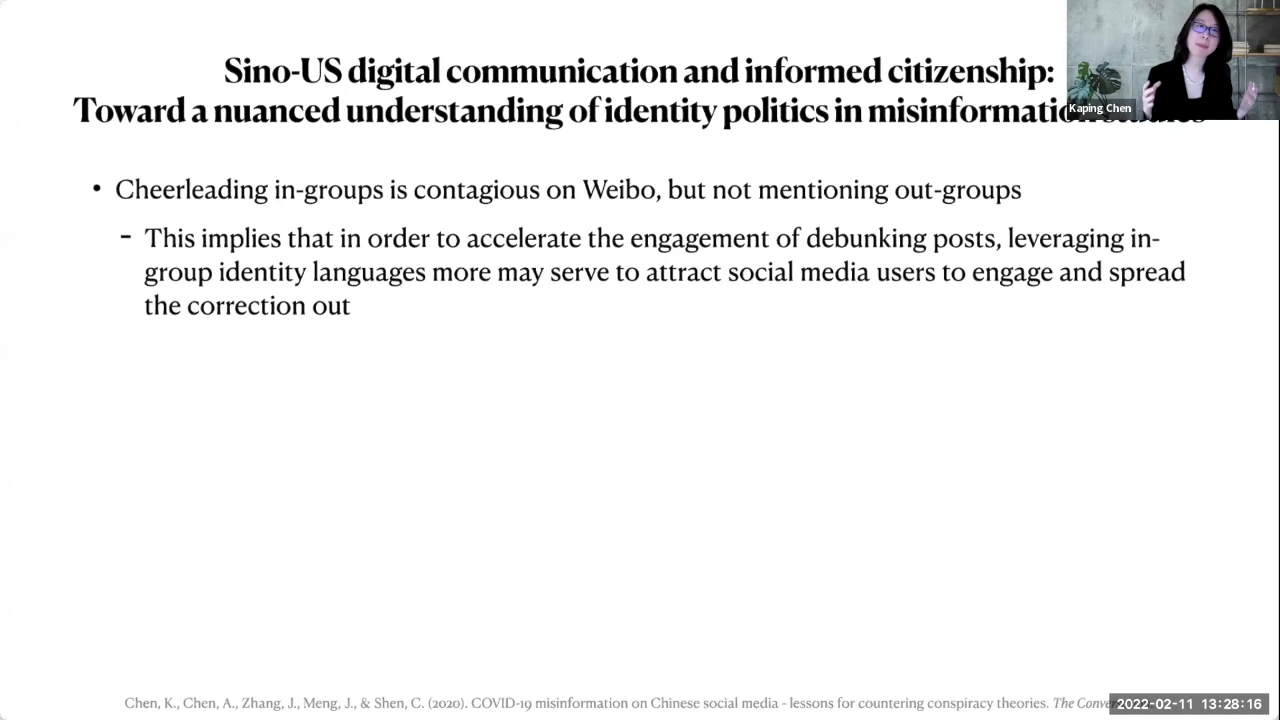 Sino-US digital communication and informed citizenship:
Toward a nuanced understanding of identity politics in misinformation
Kaping Chen
• Cheerleading in-groups is contagious on Weibo, but not mentioning out-groups
- This implies that in order to accelerate the engagement of debunking posts, leveraging in-
group identity languages more may serve to attract social media users to engage and spread
the correction out
Chen, K., Chen, A., Zhang, J., Meng, J., & Shen, C. (2020). COVID-19 misinformation on Chinese social media - lessons for countering conspiracy theories. The
2022-02-11 13:28:16